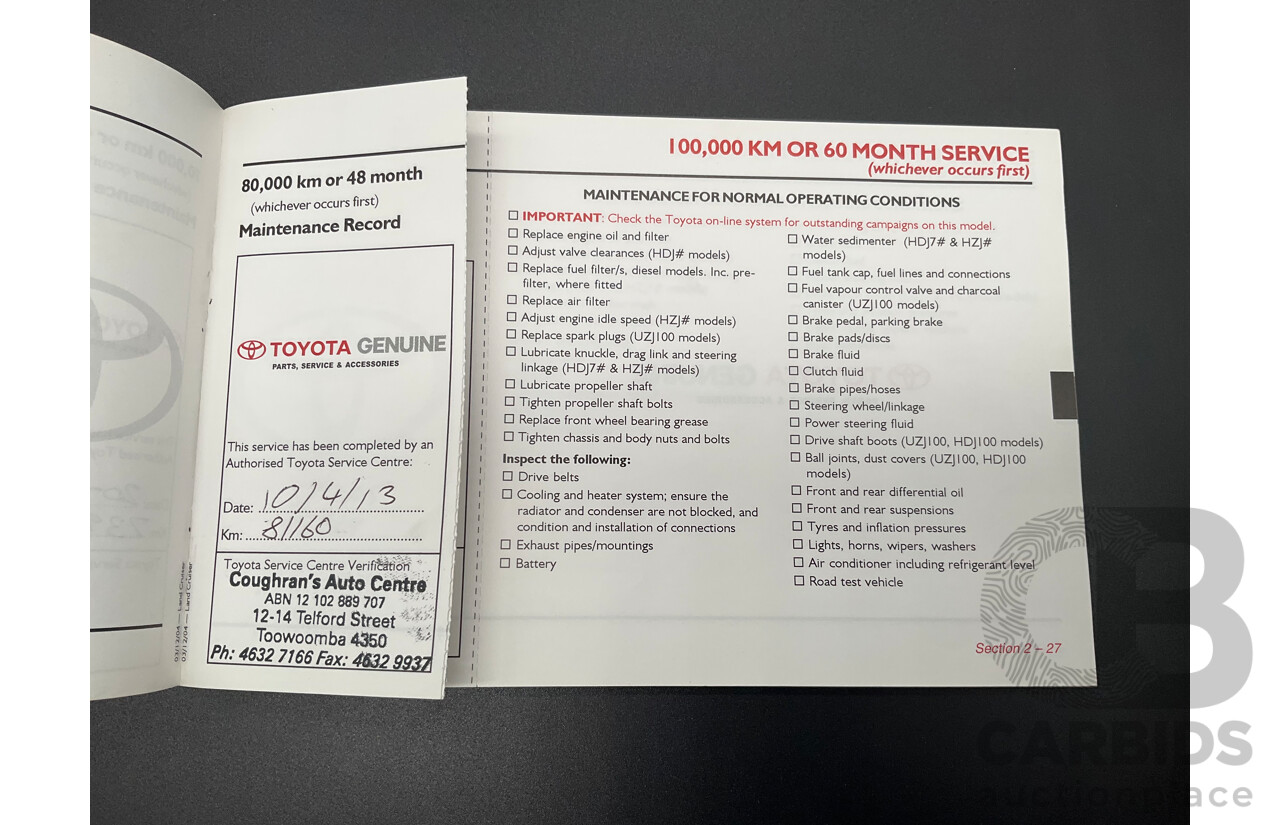 80,000 km or 48 month
(whichever occurs first)
Maintenance Record
TOYOTA GENUINE
PARTS, SERVICE & ACCESSORIES
This service has been completed by an
Authorised Toyota Service Centre:
Date: 10/4/13
Km: 81160
Toyota Service Centre Verification
Coughran's Auto Centre
ABN 12 102 889 707
12-14 Telford Street
Toowoomba 4350
Ph: 4632 7166 Fax: 4632 9937
03/12/04 — Land Cruiser
100,000 KM OR 60 MONTH SERVICE
(whichever occurs first)
MAINTENANCE FOR NORMAL OPERATING CONDITIONS
IMPORTANT: Check the Toyota on-line system for outstanding campaigns on this model.
Replace engine oil and filter
Adjust valve clearances (HDJ# models)
Replace fuel filter/s, diesel models. Inc. pre-
filter, where fitted
Replace air filter
Adjust engine idle speed (HZJ# models)
Replace spark plugs (UZJ100 models)
Lubricate knuckle, drag link and steering
linkage (HDJ7# & HZJ# models)
Lubricate propeller shaft
Tighten propeller shaft bolts
Replace front wheel bearing grease
Tighten chassis and body nuts and bolts
Inspect the following:
Drive belts
Cooling and heater system; ensure the
radiator and condenser are not blocked, and
condition and installation of connections
Exhaust pipes/mountings
Battery
Water sedimenter (HDJ7# & HZJ#
models)
Fuel tank cap, fuel lines and connections
Fuel vapour control valve and charcoal
canister (UZJ100 models)
Brake pedal, parking brake
Brake pads/discs
Brake fluid
Clutch fluid
Brake pipes/hoses
Steering wheel/linkage
Power steering fluid
Drive shaft boots (UZJ100, HDJ100 models)
Ball joints, dust covers (UZJ100, HDJ100
models)
Front and rear differential oil
Front and rear suspensions
Tyres and inflation pressures
Lights, horns, wipers, washers
Air conditioner including refrigerant level
Road test vehicle
Section 2 – 27
CARBIDS
auctionplace